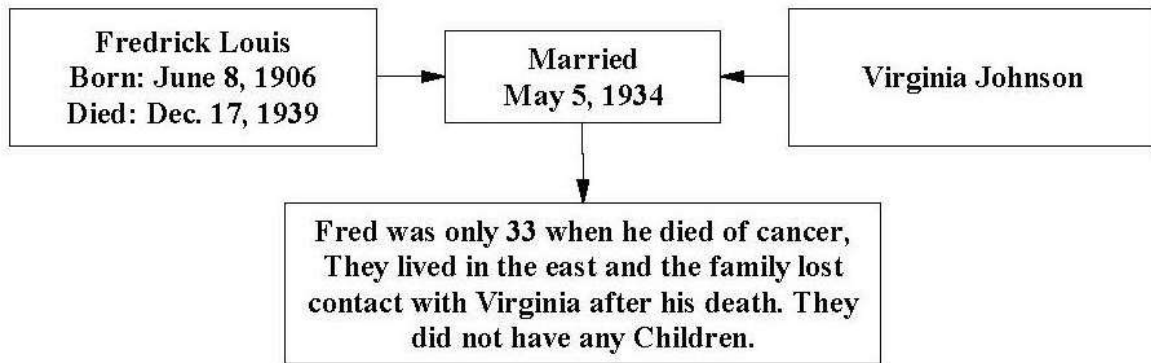 Fredrick Louis
Born: June 8, 1906
Died: Dec. 17, 1939
Married
May 5, 1934
Virginia Johnson
Fred was only 33 when he died of cancer,
They lived in the east and the family lost
contact with Virginia after his death. They
did not have any Children.